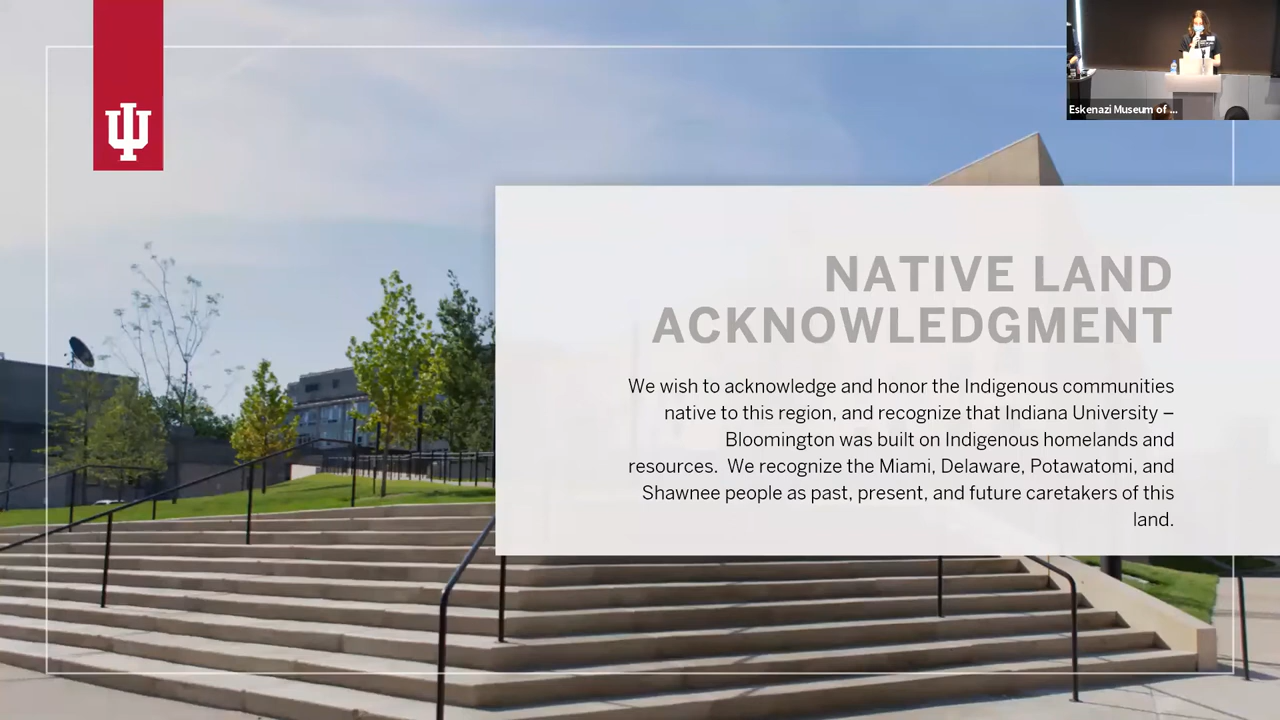 Eskenazi Museum of ...
NATIVE LAND
ACKNOWLEDGMENT
We wish to acknowledge and honor the Indigenous communities
native to this region, and recognize that Indiana University –
Bloomington was built on Indigenous homelands and
resources.  We recognize the Miami, Delaware, Potawatomi, and
Shawnee people as past, present, and future caretakers of this
land.